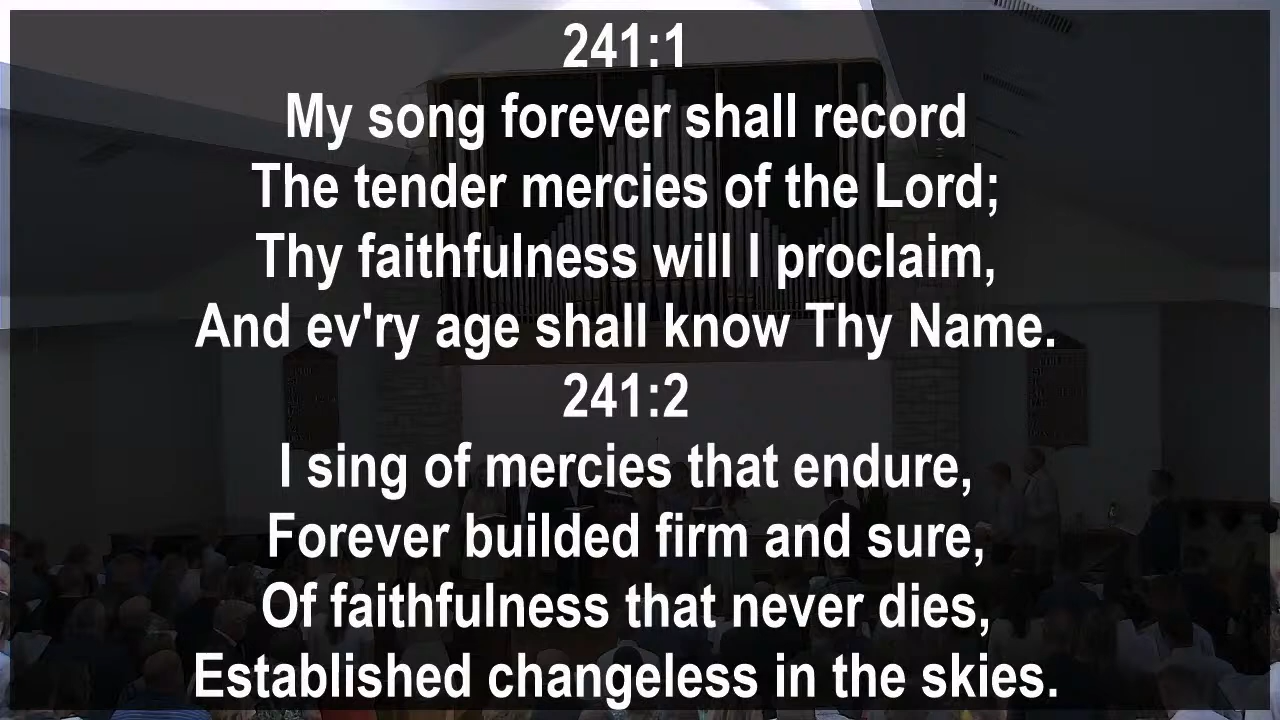 241:1
My song forever shall record
The tender mercies of the Lord;
Thy faithfulness will I proclaim,
And ev'ry age shall know Thy Name.
241:2
I sing of mercies that endure,
Forever builded firm and sure,
Of faithfulness that never dies,
Established changeless in the skies.